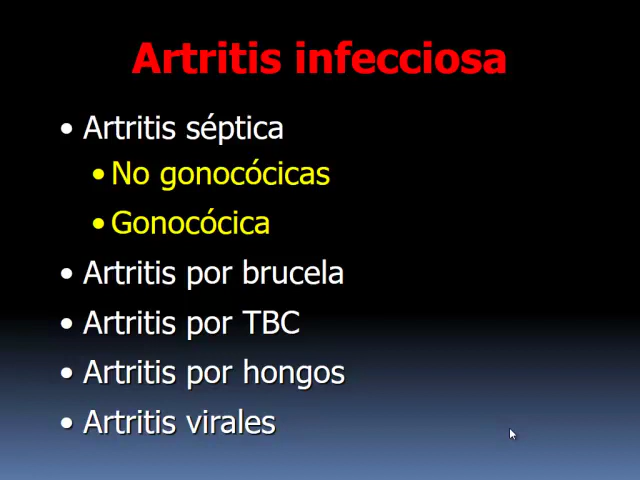 Artritis infecciosa
• Artritis séptica
• No gonocócicas
• Gonocócica
• Artritis por brucela
• Artritis por TBC
• Artritis por hongos
• Artritis virales